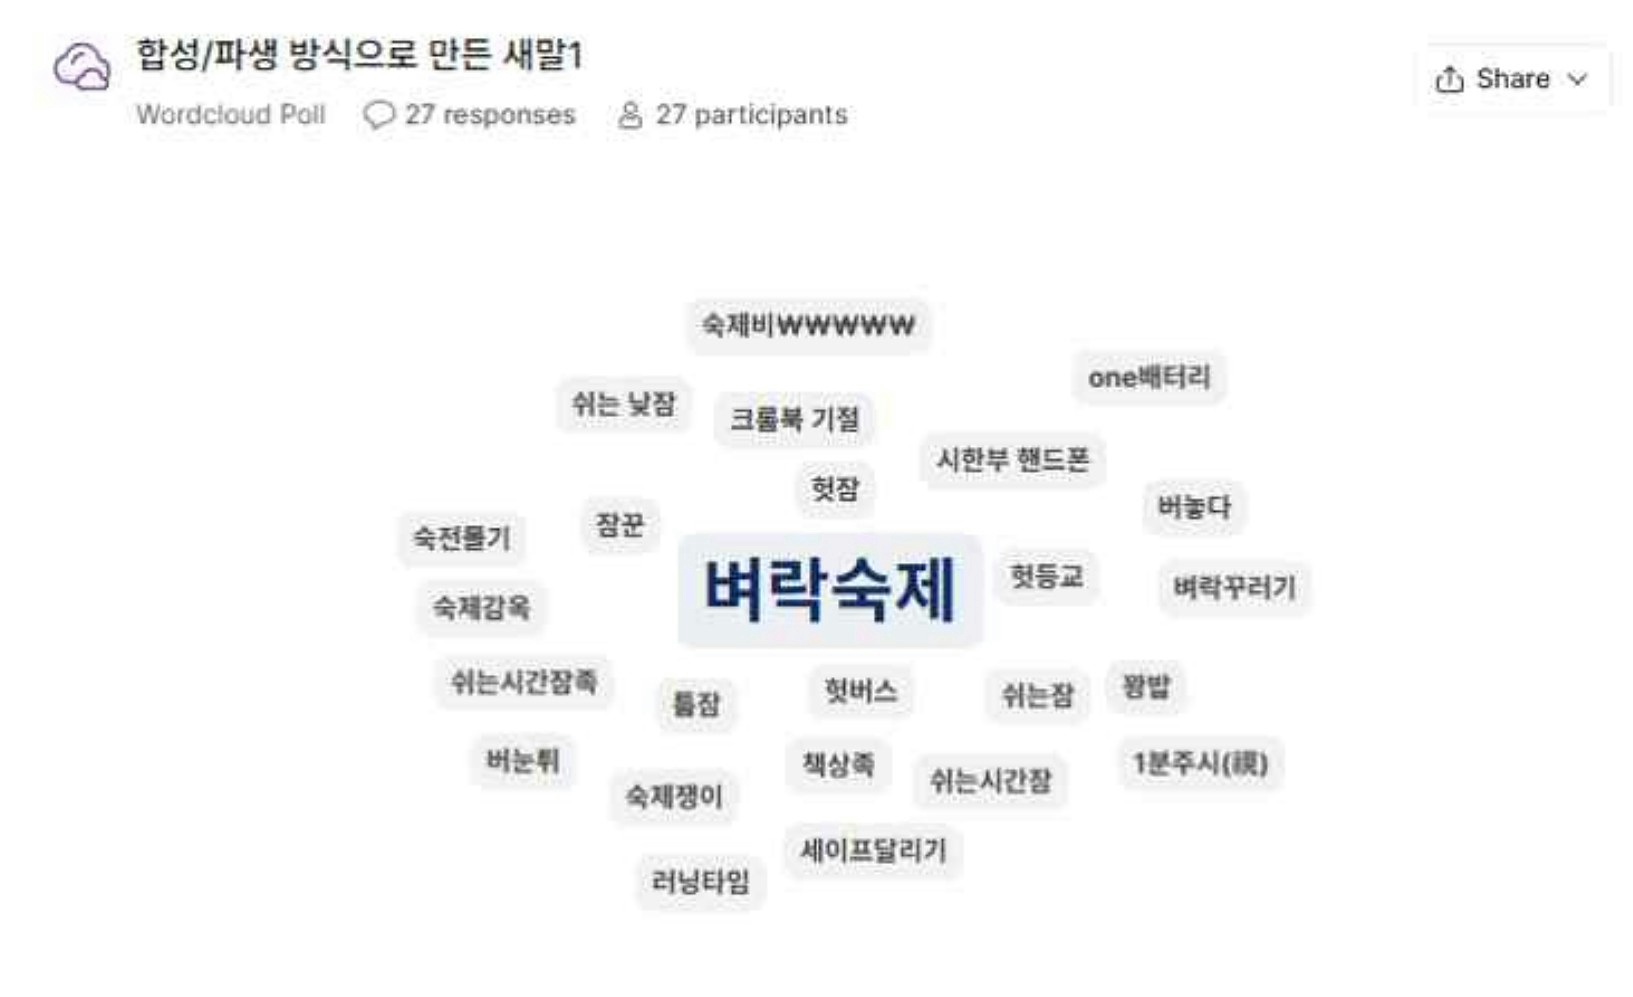 합성/파생 방식으로 만든 새말1
Share
Wordcloud Poll 27 responses 27 participants
숙제비wwwww
one배터리
쉬는 낮잠
크롬북 기절
시한부 핸드폰
헛잠
버놓다
잠꾼
숙전몰기
벼락숙제
헛등교
벼락꾸러기
숙제감옥
쉬는시간잠족
틈잠
헛버스
쉬는잠
꽝밥
버눈튀
책상족
쉬는시간잠
1분주시(視)
숙제쟁이
세이프달리기
러닝타임